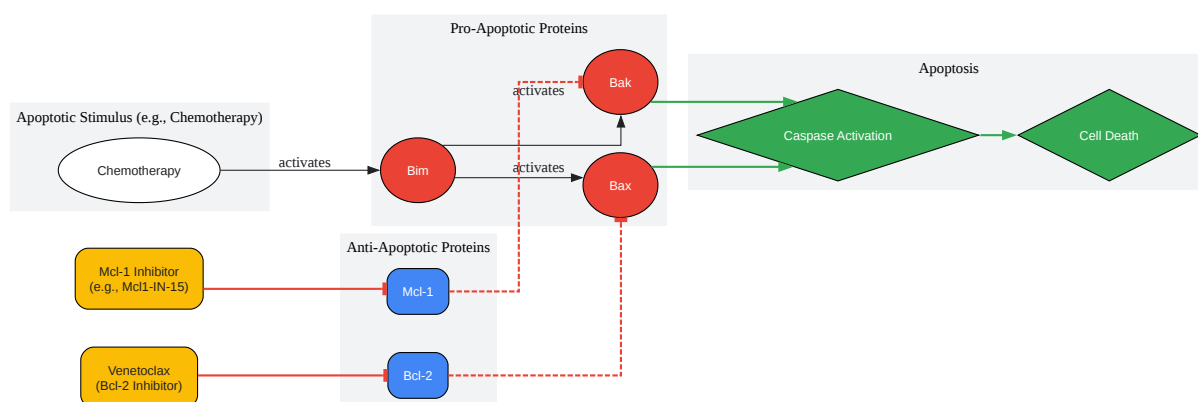 Pro-Apoptotic Proteins
Apoptosis
Bak
activates
Apoptotic Stimulus (e.g., Chemotherapy)
Caspase Activation
Cell Death
Chemotherapy
activates
Bim
activates
Bax
Anti-Apoptotic Proteins
Mcl-1 Inhibitor
(e.g., Mcl1-IN-15)
Mcl-1
Venetoclax
(Bcl-2 Inhibitor)
Bcl-2